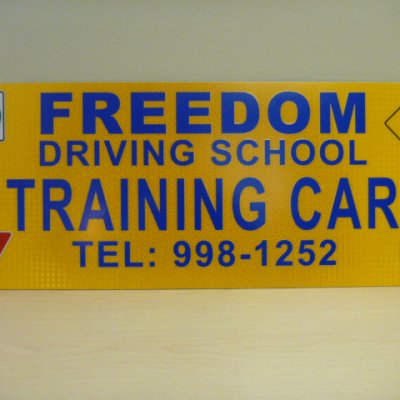 FREEDOM
DRIVING SCHOOL
TRAINING CAR
TEL: 998-1252